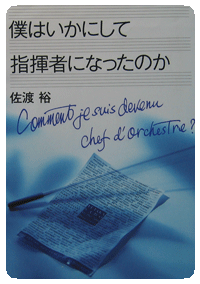 僕はいかにして
指揮者になったのか
佐渡 裕
Comment je suis devenu
chef d'orchestre?